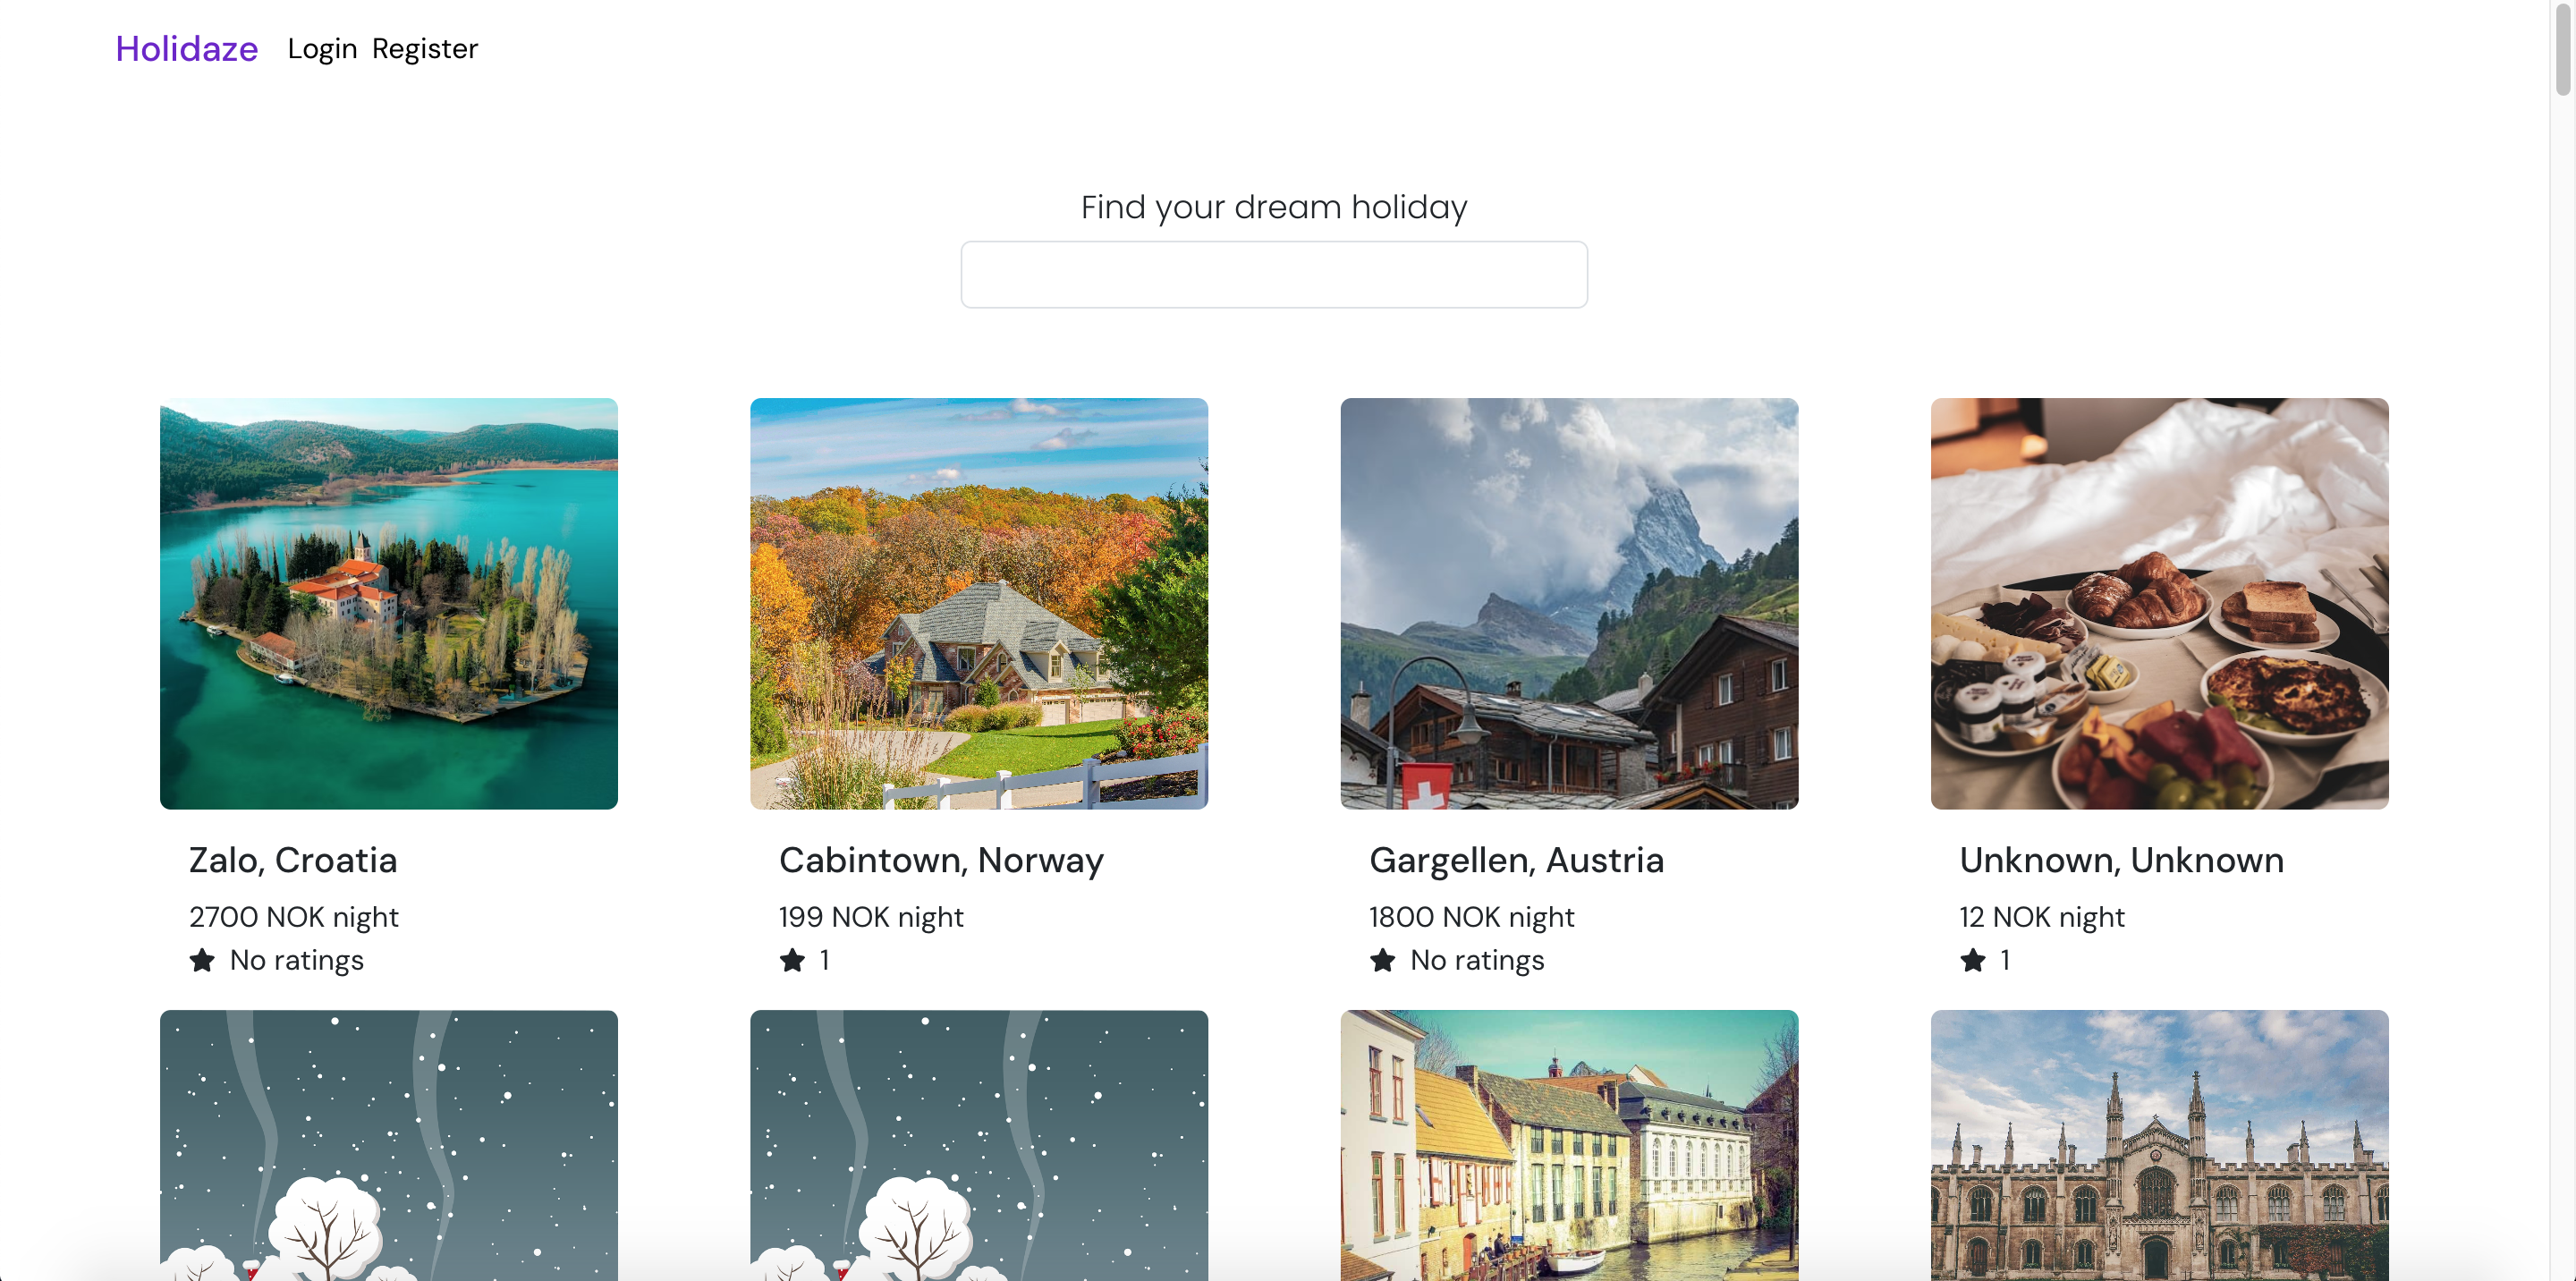 Holidaze Login Register
Find your dream holiday
Zalo, Croatia
2700 NOK night
No ratings
Cabintown, Norway
199 NOK night
1
Gargellen, Austria
1800 NOK night
No ratings
Unknown, Unknown
12 NOK night
1